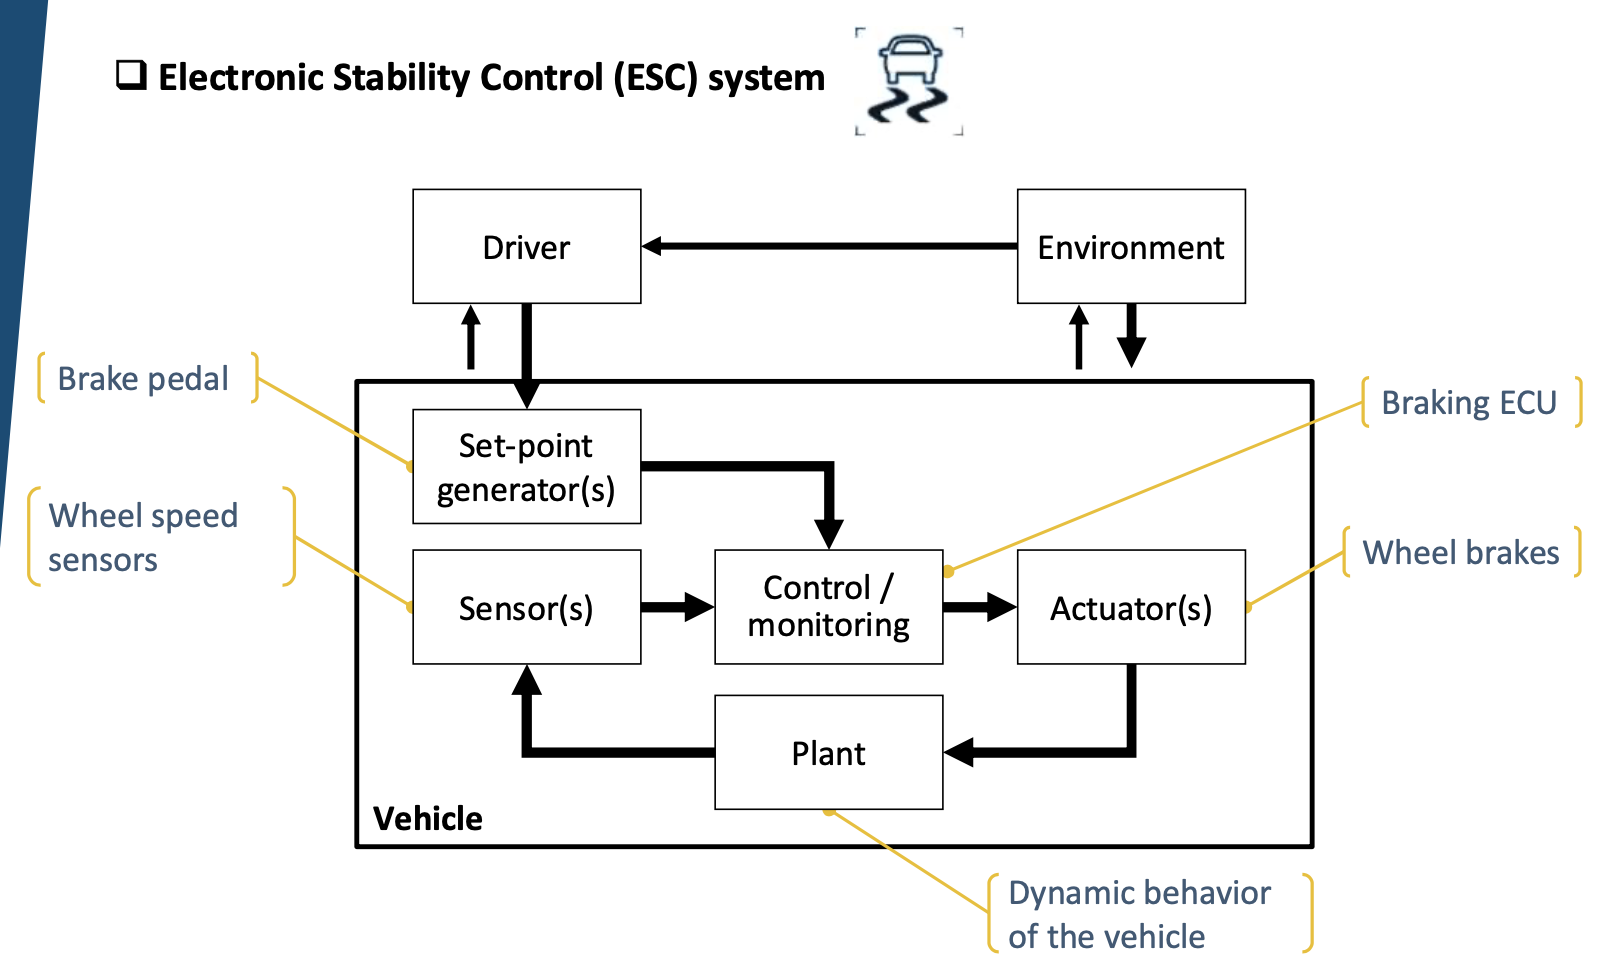 ❑ Electronic Stability Control (ESC) system
Driver
Environment
Brake pedal
Braking ECU
Set-point
generator(s)
Wheel speed
sensors
Wheel brakes
Sensor(s)
Control /
monitoring
Actuator(s)
Plant
Vehicle
Dynamic behavior
of the vehicle